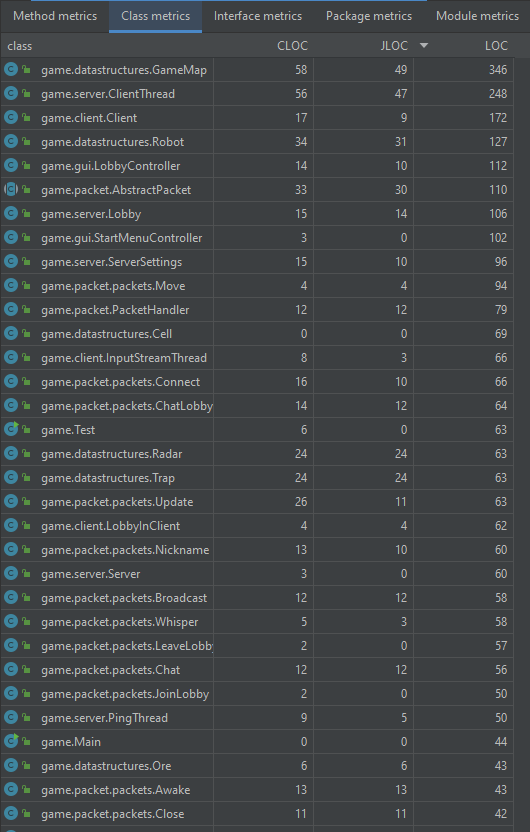 Method metrics Class metrics Interface metrics Package metrics Module metrics
class CLOC JLOC LOC
game.datastructures.GameMap 58 49 346
game.server.ClientThread 56 47 248
game.client.Client 17 9 172
game.datastructures.Robot 34 31 127
game.gui.LobbyController 14 10 112
game.packet.AbstractPacket 33 30 110
game.server.Lobby 15 14 106
game.gui.StartMenuController 3 0 102
game.server.ServerSettings 15 10 96
game.packet.packets.Move 4 4 94
game.packet.PacketHandler 12 12 79
game.datastructures.Cell 0 0 69
game.client.InputStreamThread 8 3 66
game.packet.packets.Connect 16 10 66
game.packet.packets.ChatLobby 14 12 64
game.Test 6 0 63
game.datastructures.Radar 24 24 63
game.datastructures.Trap 24 24 63
game.packet.packets.Update 26 11 63
game.client.LobbyInClient 4 4 62
game.packet.packets.Nickname 13 10 60
game.server.Server 3 0 60
game.packet.packets.Broadcast 12 12 58
game.packet.packets.Whisper 5 3 58
game.packet.packets.LeaveLobby 2 0 57
game.packet.packets.Chat 12 12 56
game.packet.packets.JoinLobby 2 0 50
game.server.PingThread 9 5 50
game.Main 0 0 44
game.datastructures.Ore 6 6 43
game.packet.packets.Awake 13 13 43
game.packet.packets.Close 11 11 42